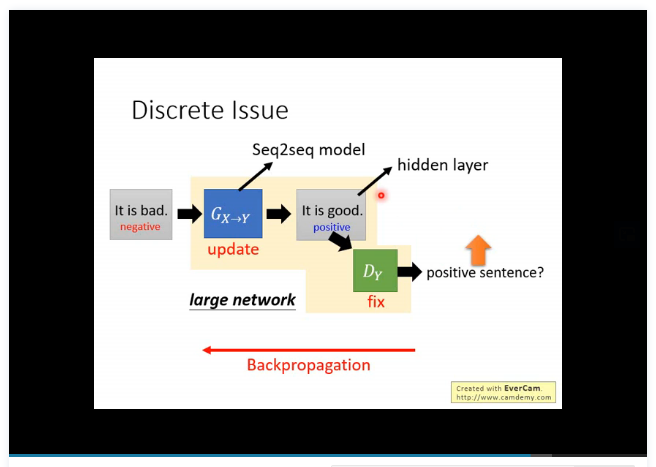 Discrete Issue
Seq2seq model
hidden layer
It is bad.
negative
G_{X→Y}
It is good.
positive
update
D_Y
positive sentence?
large network
fix
Backpropagation
Created with EverCam.
http://www.camdemy.com